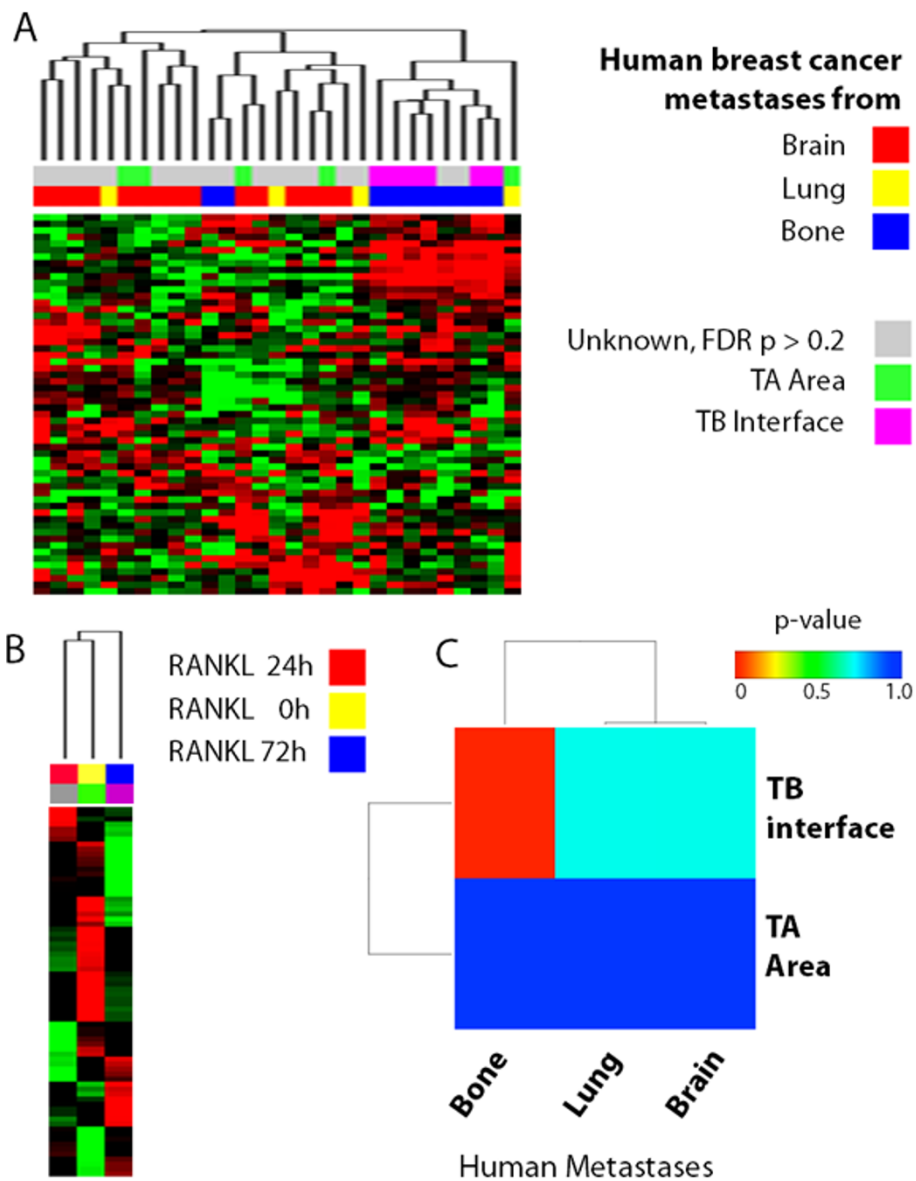 A
Human breast cancer
metastases from
Brain
Lung
Bone
Unknown, FDR p > 0.2
TA Area
TB Interface
B
RANKL 24h
RANKL 0h
RANKL 72h
C
p-value
0 0.5 1.0
TB
interface
TA
Area
Bone
Lung
Brain
Human Metastases